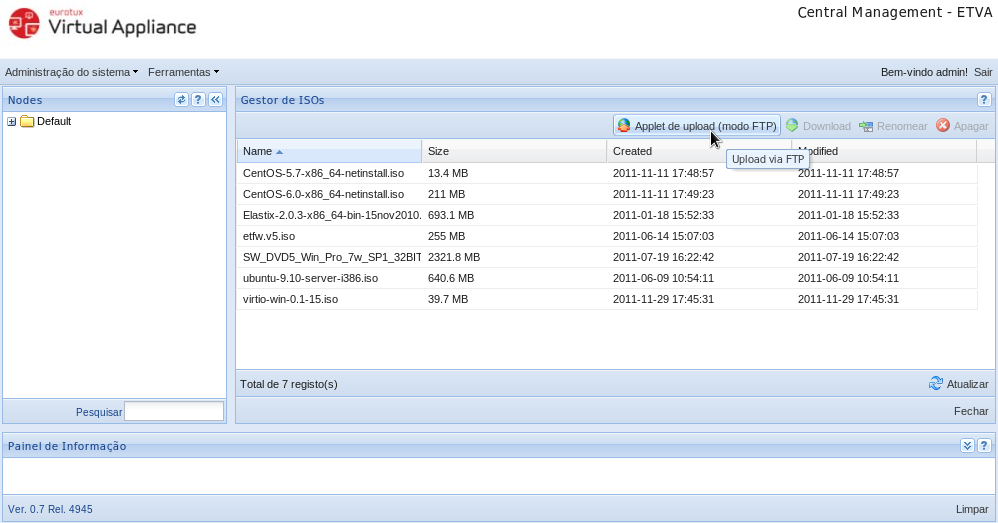 eurotux
Virtual Appliance
Central Management - ETVA
Administração do sistema Ferramentas Bem-vindo admin! Sair
Nodes
Default
Pesquisar
Gestor de ISOs
Applet de upload (modo FTP) Download Renomear Apagar
Upload via FTP
Name Size Created Modified
CentOS-5.7-x86_64-netinstall.iso 13.4 MB 2011-11-11 17:48:57 2011-11-11 17:48:57
CentOS-6.0-x86_64-netinstall.iso 211 MB 2011-11-11 17:49:23 2011-11-11 17:49:23
Elastix-2.0.3-x86_64-bin-15nov2010. 693.1 MB 2011-01-18 15:52:33 2011-01-18 15:52:33
etfw.v5.iso 255 MB 2011-06-14 15:07:03 2011-06-14 15:07:03
SW_DVD5_Win_Pro_7w_SP1_32BIT 2321.8 MB 2011-07-19 16:22:42 2011-07-19 16:22:42
ubuntu-9.10-server-i386.iso 640.6 MB 2011-06-09 10:54:11 2011-06-09 10:54:11
virtio-win-0.1-15.iso 39.7 MB 2011-11-29 17:45:31 2011-11-29 17:45:31
Total de 7 registo(s) Atualizar
Fechar
Painel de Informação
Ver. 0.7 Rel. 4945 Limpar